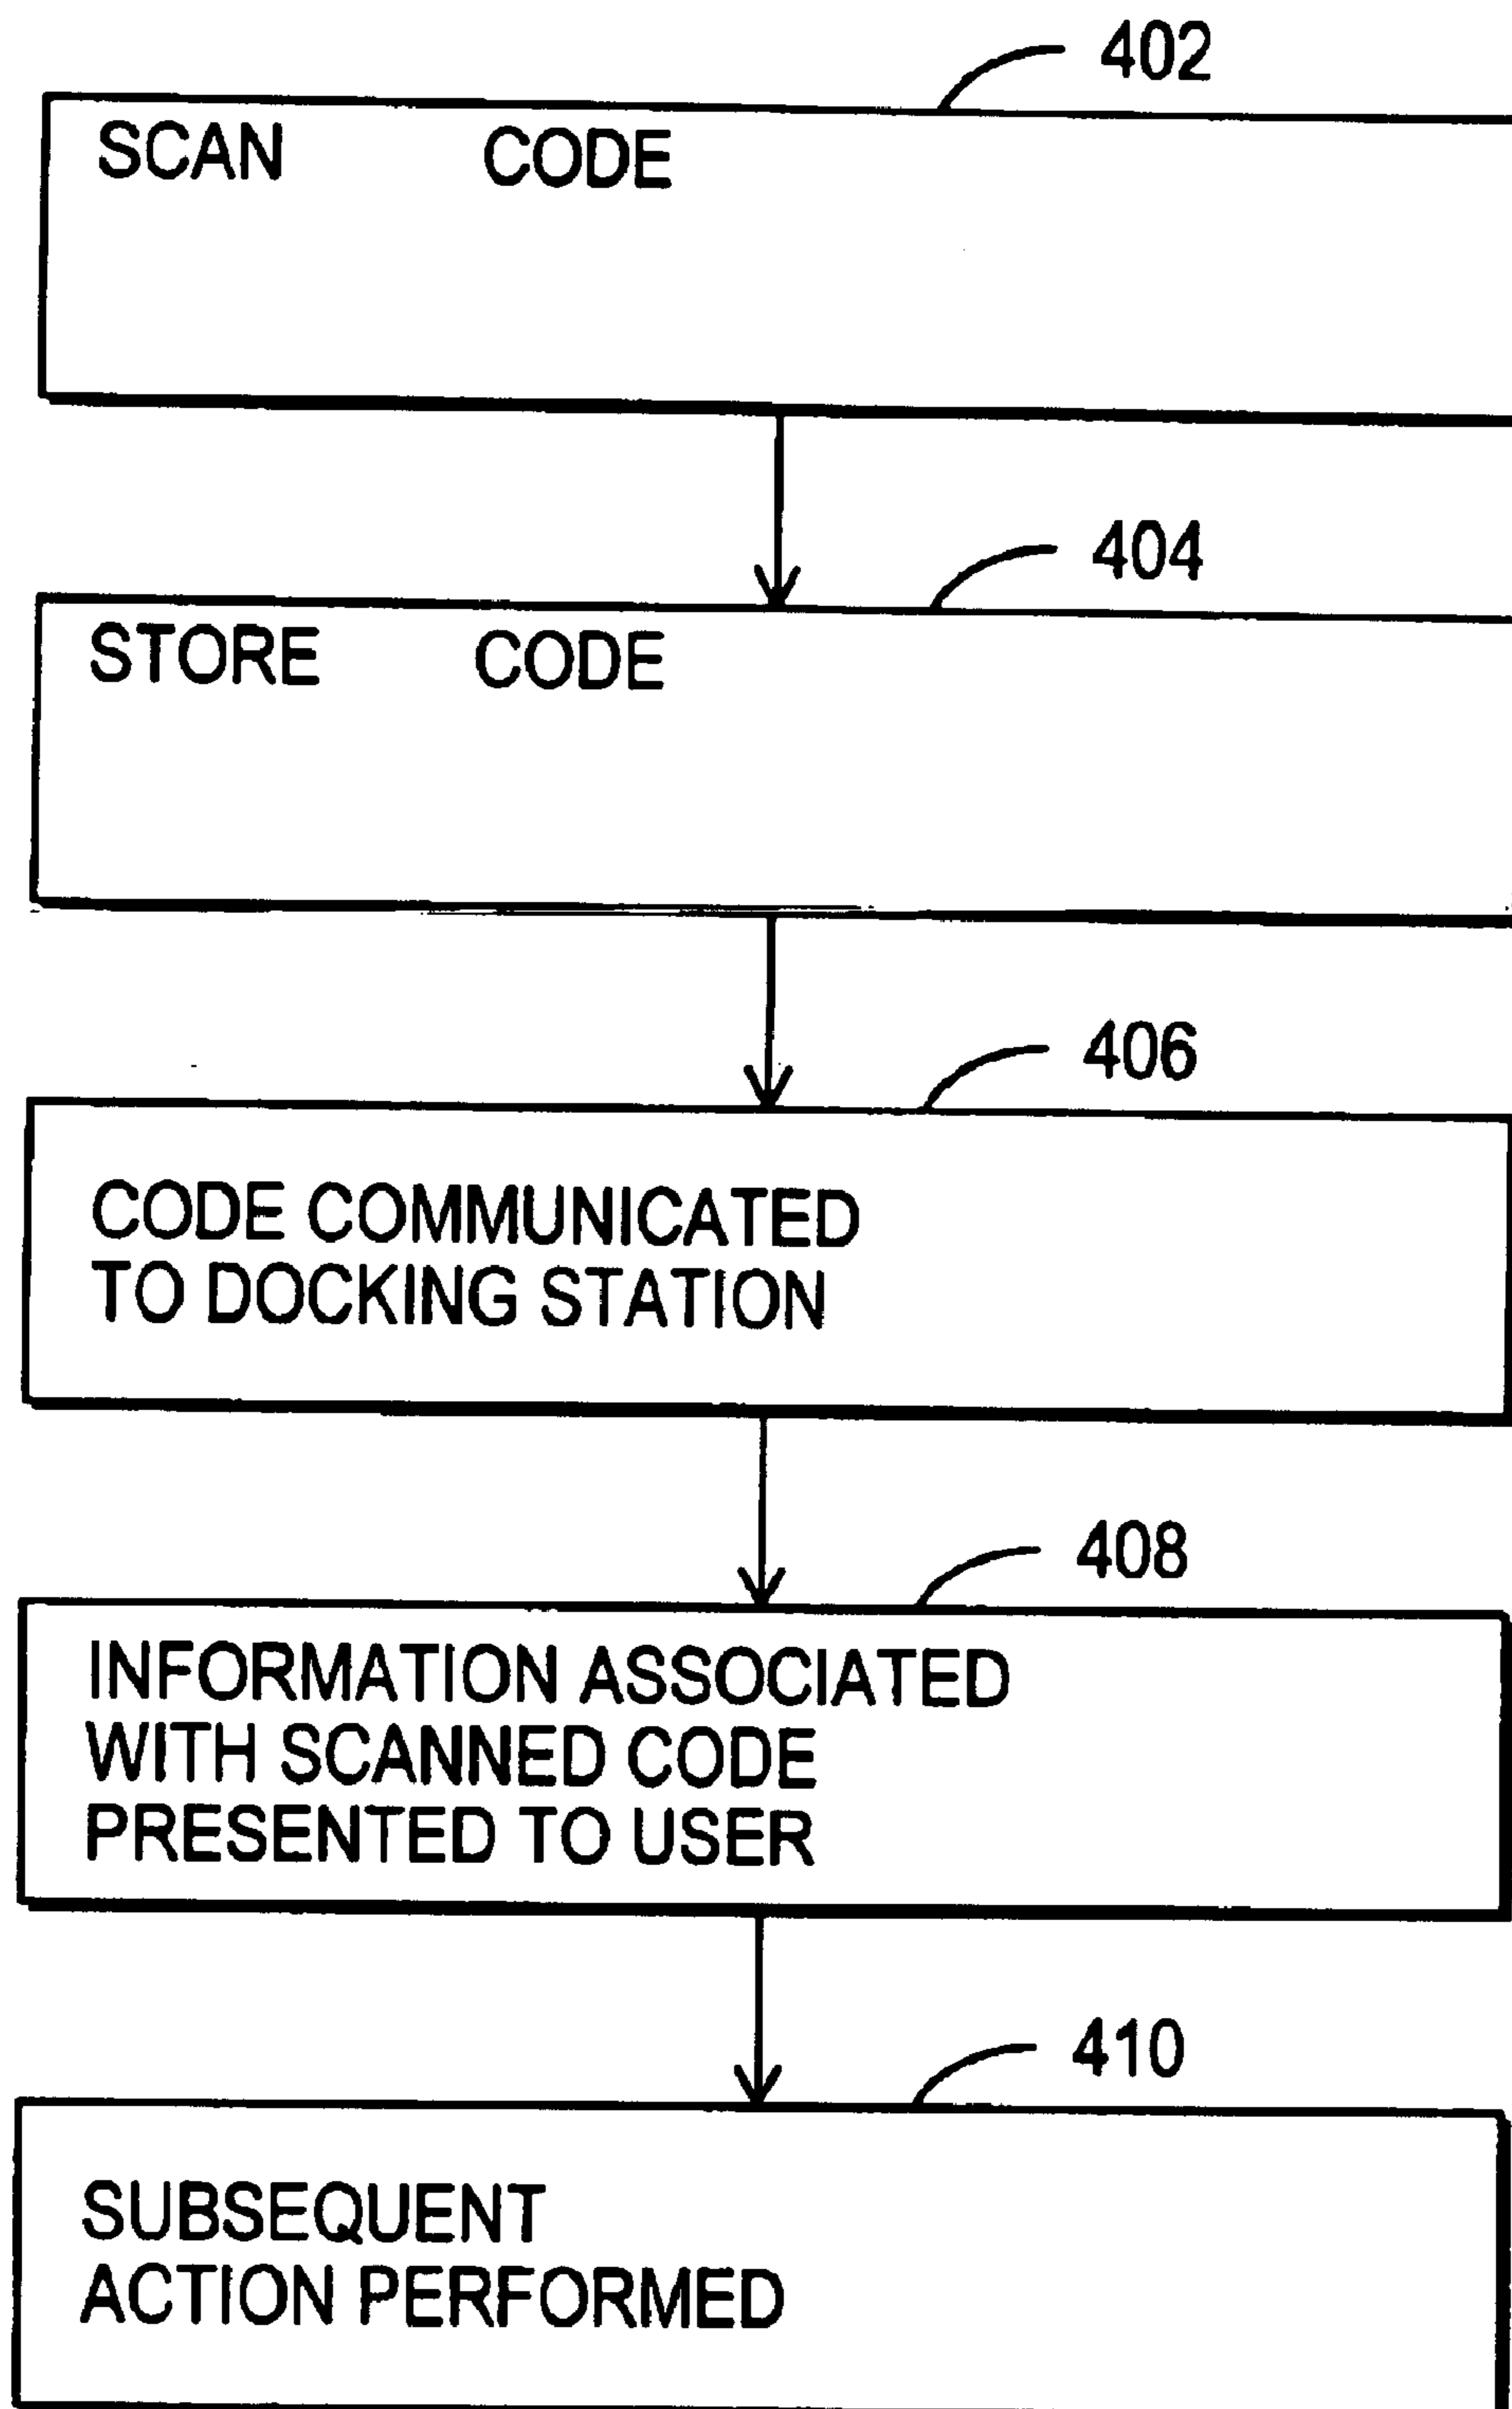 402
SCAN CODE
404
STORE CODE
406
CODE COMMUNICATED
TO DOCKING STATION
408
INFORMATION ASSOCIATED
WITH SCANNED CODE
PRESENTED TO USER
410
SUBSEQUENT
ACTION PERFORMED